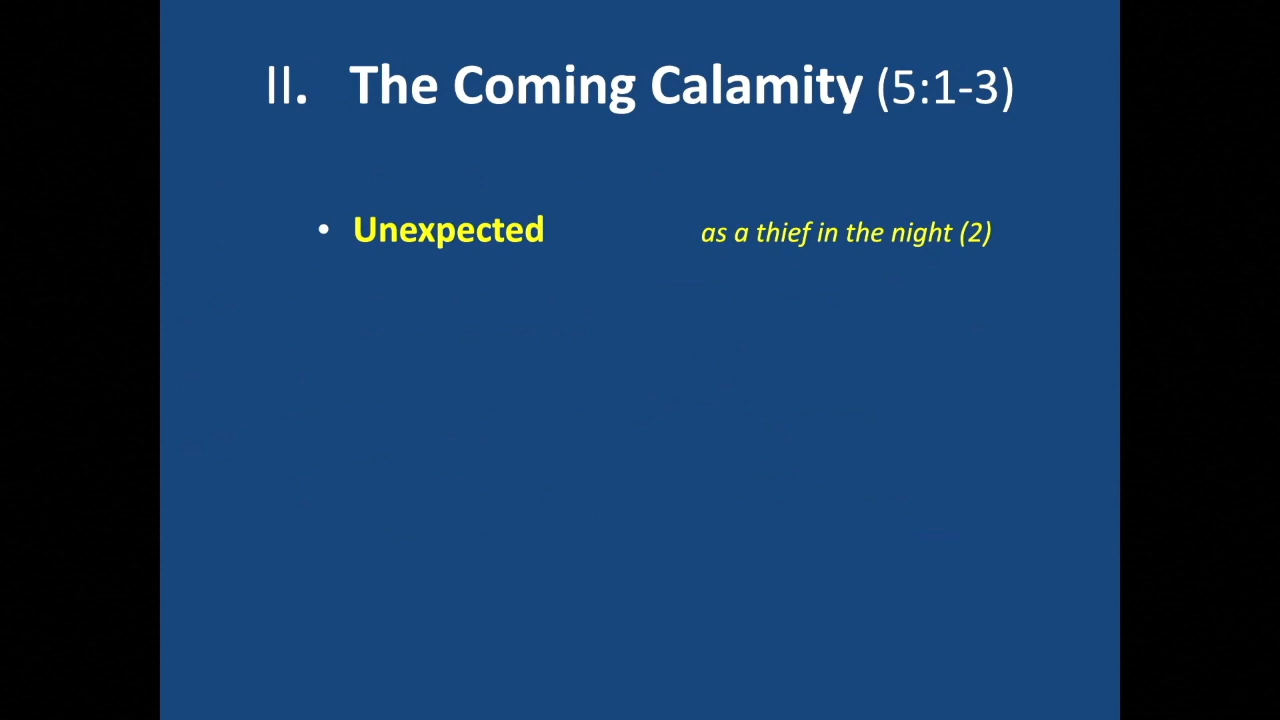 II. The Coming Calamity (5:1-3)
• Unexpected as a thief in the night (2)